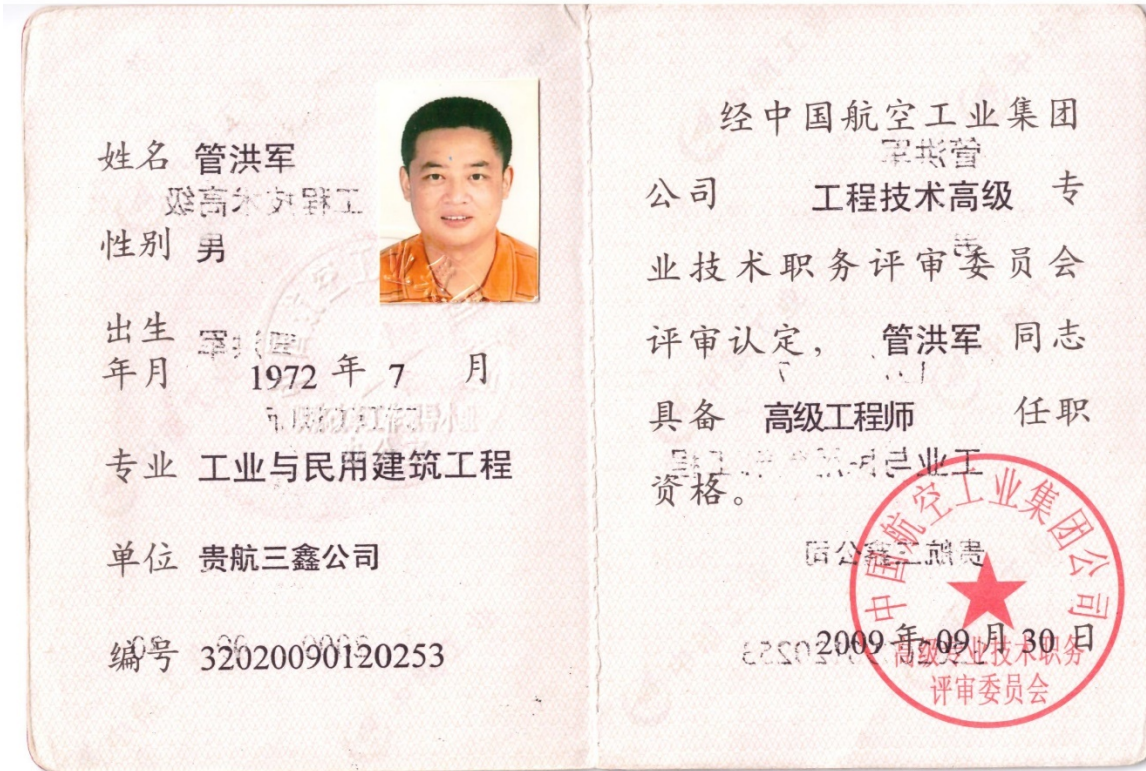 姓名 管洪军
性别 男
出生
年月 1972 年 7 月
专业 工业与民用建筑工程
单位 贵航三鑫公司
编号 32020090120253
经中国航空工业集团
公司 工程技术高级 专
业技术职务评审委员会
评审认定， 管洪军 同志
具备 高级工程师 任职
资格。
中国航空工业集团公司
2009 年 09 月 30 日
高级专业技术职务
评审委员会